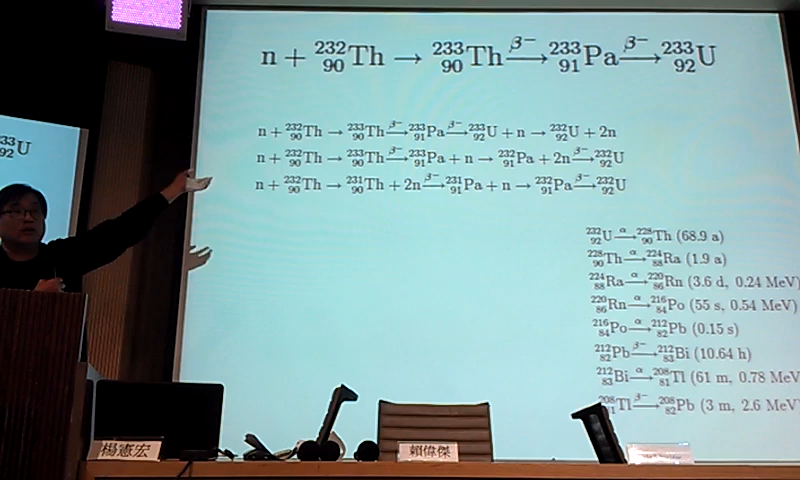 n + ²³²₉₀Th → ²³³₉₀Th —β⁻→ ²³³₉₁Pa —β⁻→ ²³³₉₂U
n + ²³²₉₀Th → ²³³₉₀Th —β⁻→ ²³³₉₁Pa —β⁻→ ²³³₉₂U + n → ²³²₉₂U + 2n
n + ²³²₉₀Th → ²³³₉₀Th —β⁻→ ²³³₉₁Pa + n → ²³²₉₁Pa + 2n —β⁻→ ²³²₉₂U
n + ²³²₉₀Th → ²³¹₉₀Th + 2n —β⁻→ ²³¹₉₁Pa + n → ²³²₉₁Pa —β⁻→ ²³²₉₂U
²³²₉₂U —α→ ²²⁸₉₀Th (68.9 a)
²²⁸₉₀Th —α→ ²²⁴₈₈Ra (1.9 a)
²²⁴₈₈Ra —α→ ²²⁰₈₆Rn (3.6 d, 0.24 MeV)
²²⁰₈₆Rn —α→ ²¹⁶₈₄Po (55 s, 0.54 MeV)
²¹⁶₈₄Po —α→ ²¹²₈₂Pb (0.15 s)
²¹²₈₂Pb —β⁻→ ²¹²₈₃Bi (10.64 h)
²¹²₈₃Bi —α→ ²⁰⁸₈₁Tl (61 m, 0.78 MeV
²⁰⁸₈₁Tl —β⁻→ ²⁰⁸₈₂Pb (3 m, 2.6 MeV
³³₉₂U
楊憲宏
賴偉傑